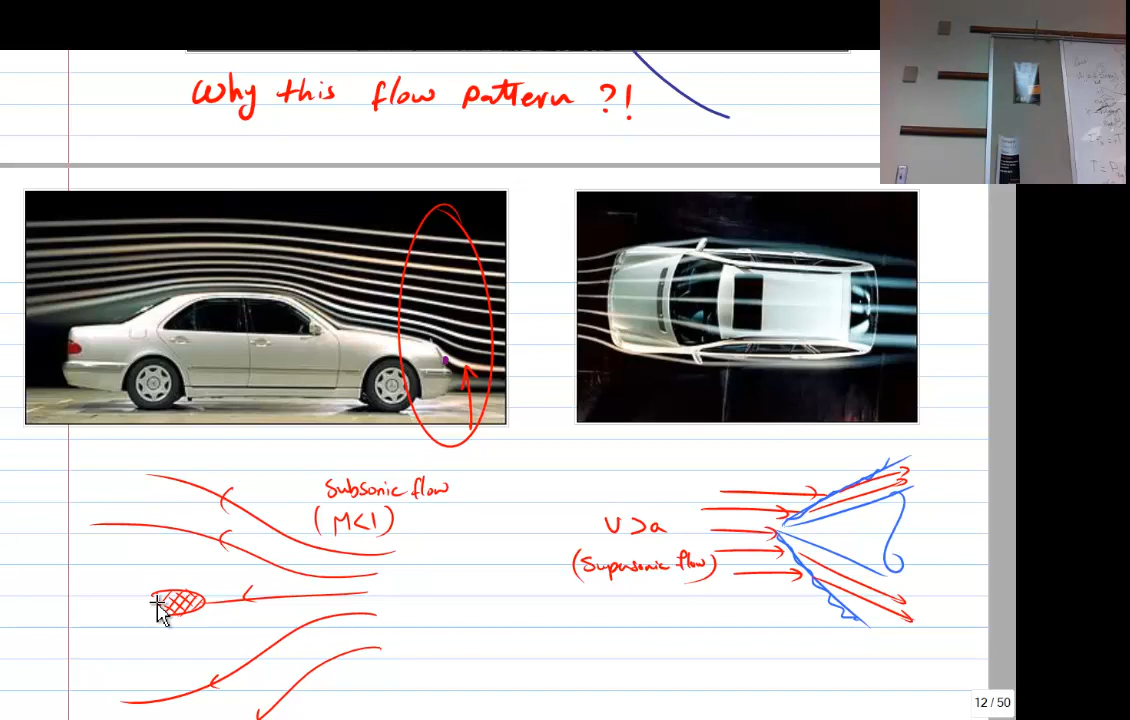 Why this flow pattern ?!
Subsonic flow
(M<1)
V>a
(Supersonic flow)
12 / 50